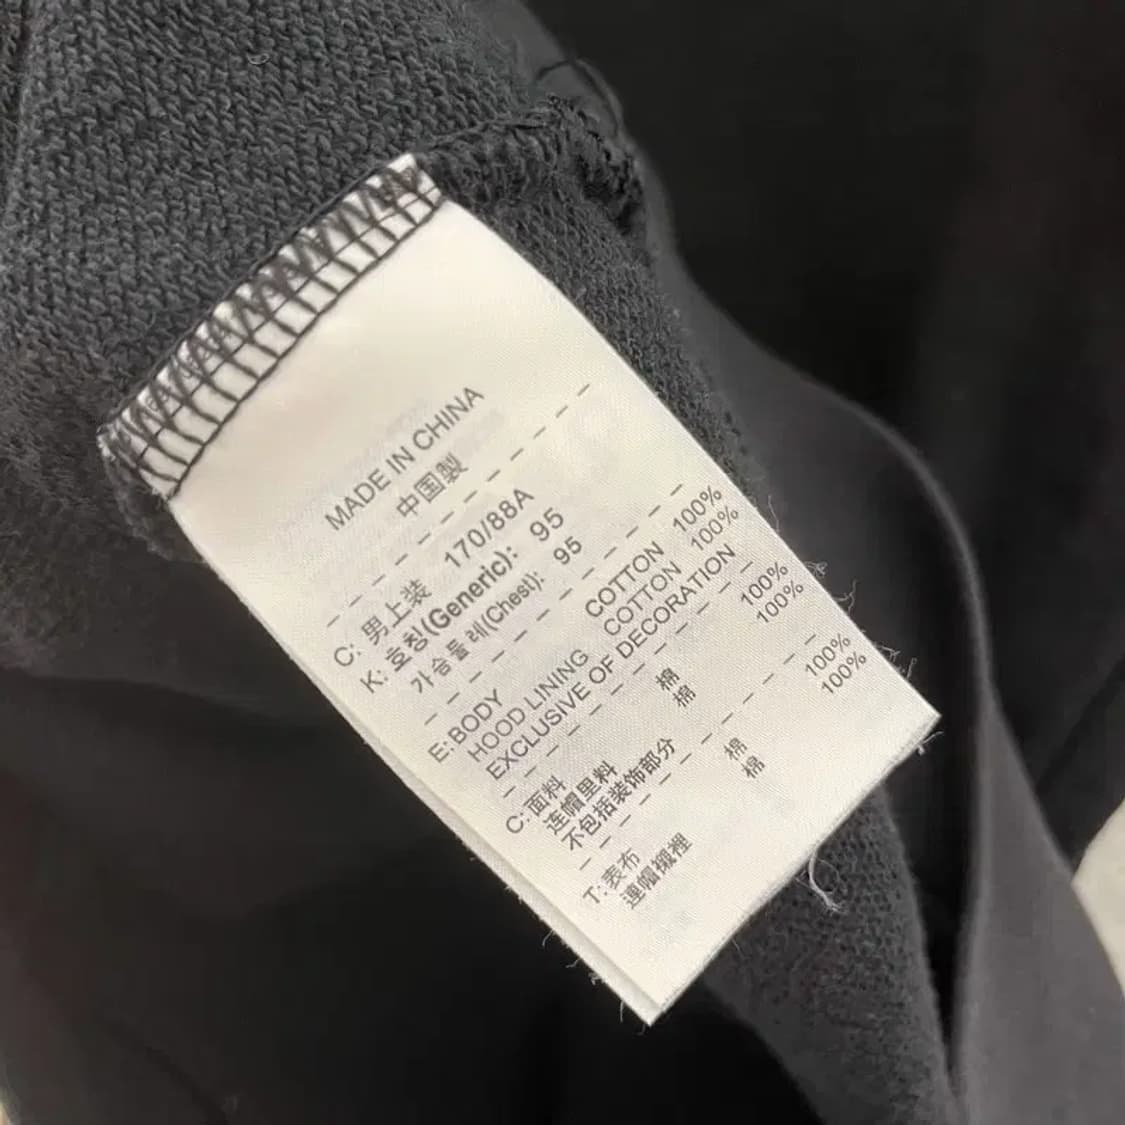 MADE IN CHINA
中国製
C: 男上装 170/88A
K: 호칭(Generic): 95
가슴둘레(Chest): 95
E: BODY COTTON 100%
HOOD LINING COTTON 100%
EXCLUSIVE OF DECORATION
C: 面料 棉 100%
连帽里料 棉 100%
不包括装饰部分
T: 表布 棉 100%
連帽襯裡 棉 100%